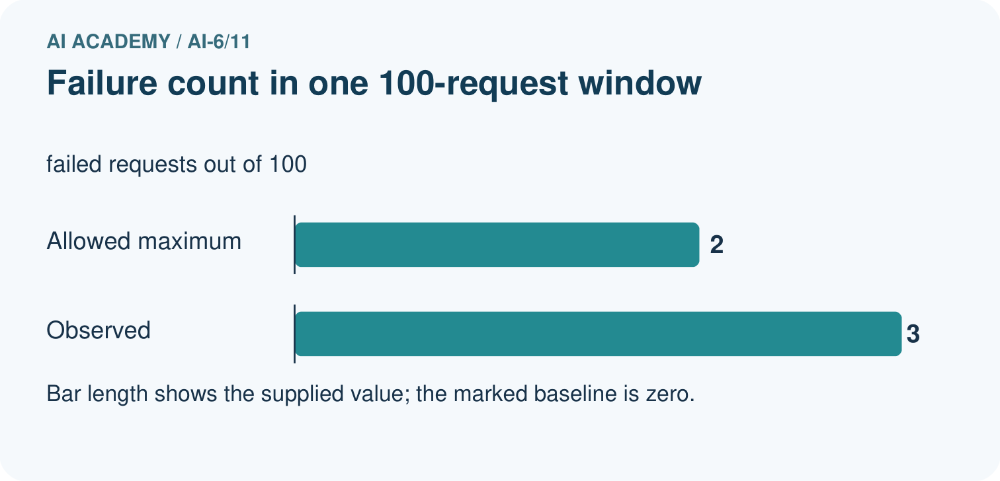 AI ACADEMY / AI-6/11
Failure count in one 100-request window
failed requests out of 100
Allowed maximum 2
Observed 3
Bar length shows the supplied value; the marked baseline is zero.